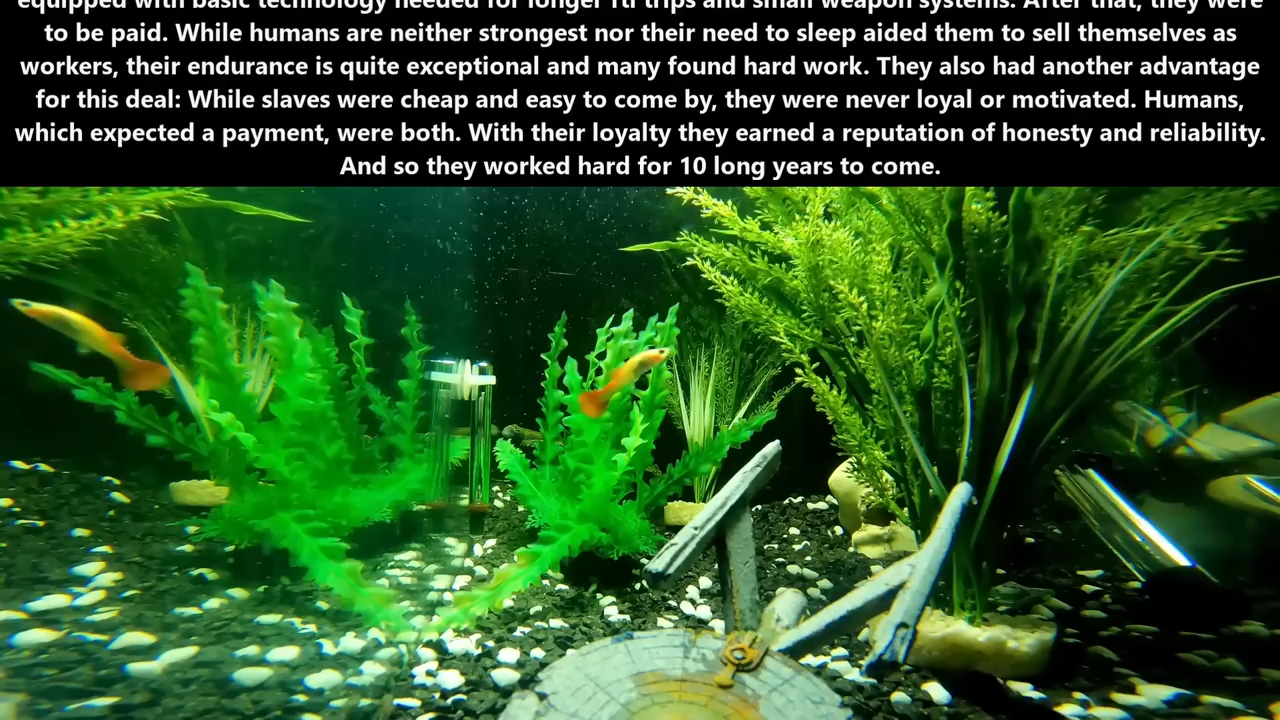 equipped with basic technology needed for longer ftl trips and small weapon systems. After that, they were
to be paid. While humans are neither strongest nor their need to sleep aided them to sell themselves as
workers, their endurance is quite exceptional and many found hard work. They also had another advantage
for this deal: While slaves were cheap and easy to come by, they were never loyal or motivated. Humans,
which expected a payment, were both. With their loyalty they earned a reputation of honesty and reliability.
And so they worked hard for 10 long years to come.